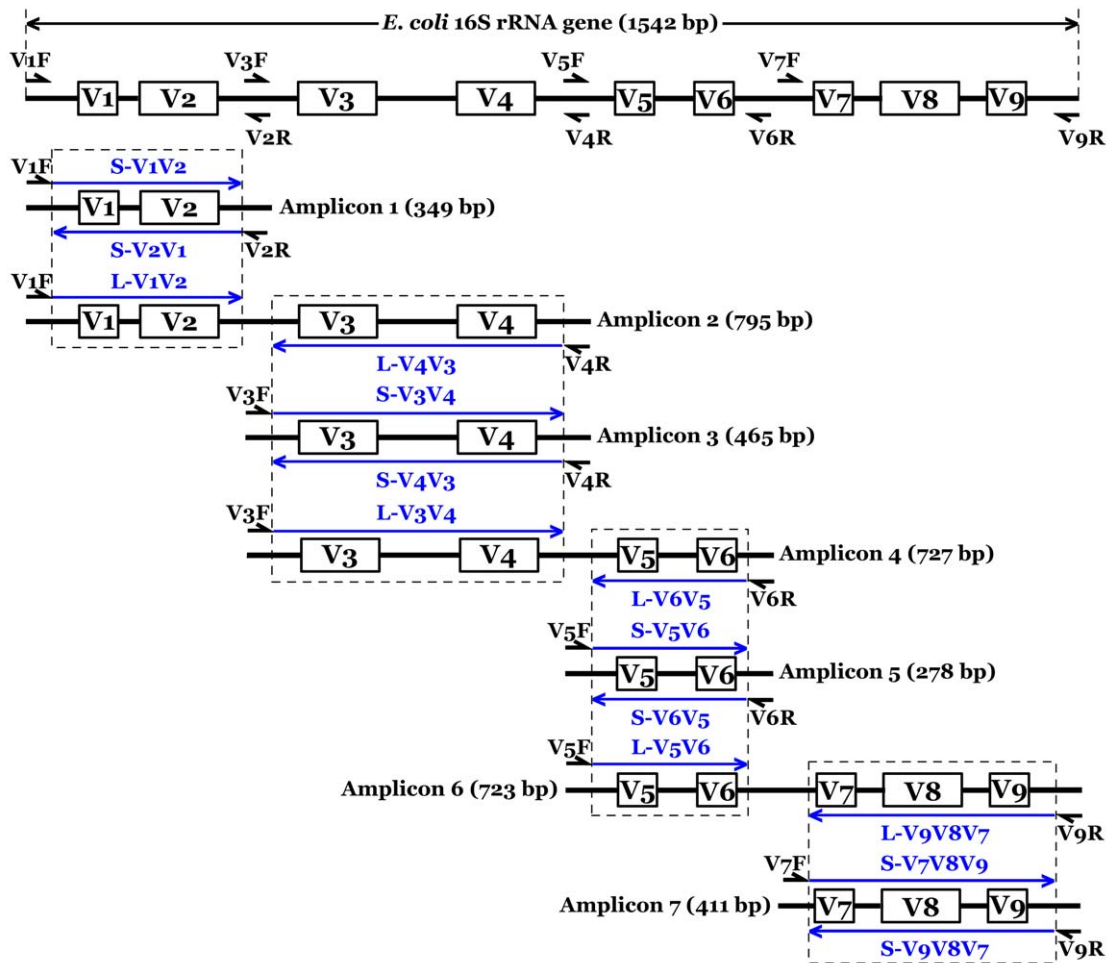 E. coli 16S rRNA gene (1542 bp)
V1F V3F V5F V7F
V1 V2 V3 V4 V5 V6 V7 V8 V9
V2R V4R V6R V9R
V1F S-V1V2
V1 V2 Amplicon 1 (349 bp)
S-V2V1 V2R
V1F L-V1V2
V1 V2 V3 V4 Amplicon 2 (795 bp)
L-V4V3 V4R
V3F S-V3V4
V3 V4 Amplicon 3 (465 bp)
S-V4V3 V4R
V3F L-V3V4
V3 V4 V5 V6 Amplicon 4 (727 bp)
L-V6V5 V6R
V5F S-V5V6
V5 V6 Amplicon 5 (278 bp)
S-V6V5 V6R
V5F L-V5V6
Amplicon 6 (723 bp) V5 V6 V7 V8 V9
L-V9V8V7 V9R
V7F S-V7V8V9
Amplicon 7 (411 bp) V7 V8 V9
S-V9V8V7 V9R